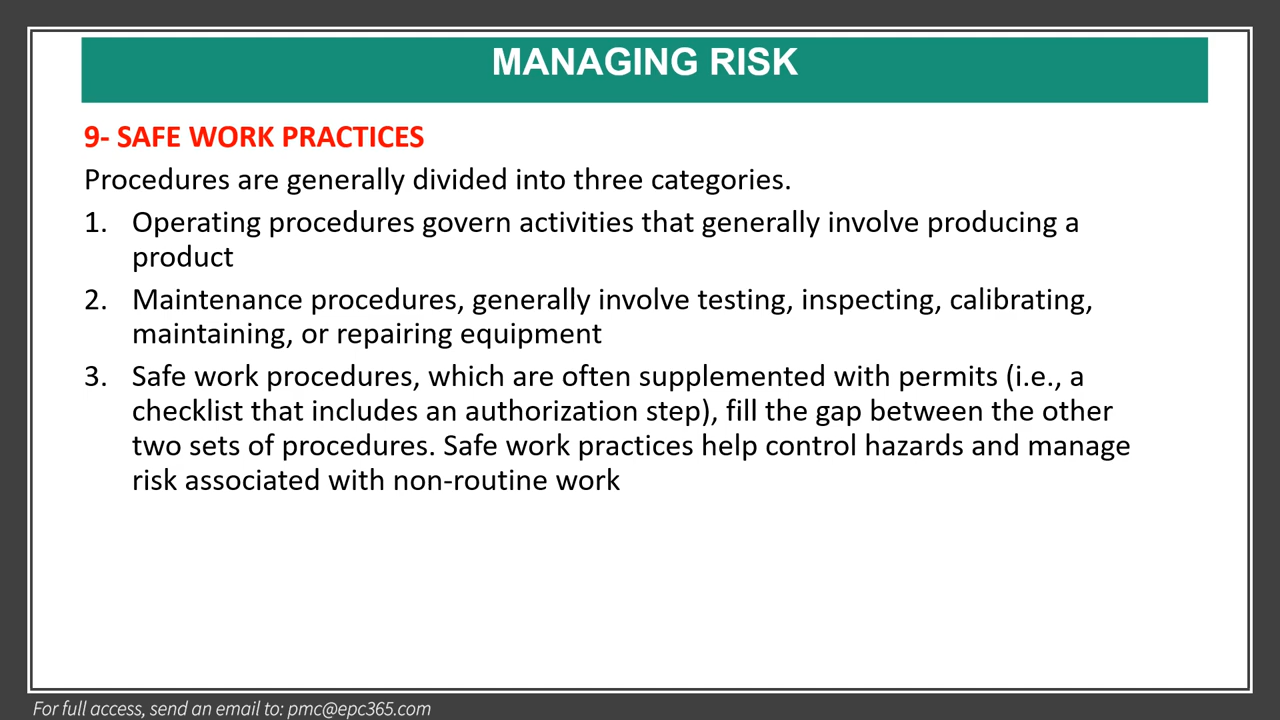 MANAGING RISK
9- SAFE WORK PRACTICES
Procedures are generally divided into three categories.
1. Operating procedures govern activities that generally involve producing a
product
2. Maintenance procedures, generally involve testing, inspecting, calibrating,
maintaining, or repairing equipment
3. Safe work procedures, which are often supplemented with permits (i.e., a
checklist that includes an authorization step), fill the gap between the other
two sets of procedures. Safe work practices help control hazards and manage
risk associated with non-routine work
For full access, send an email to: pmc@epc365.com